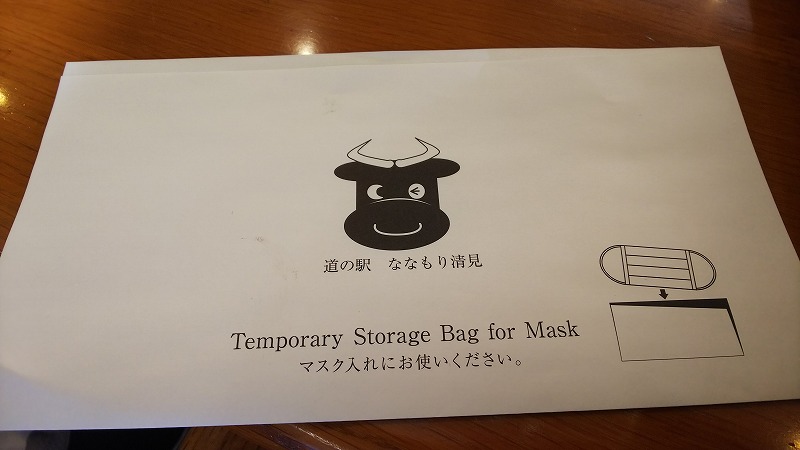 道の駅　ななもり清見
Temporary Storage Bag for Mask
マスク入れにお使いください。